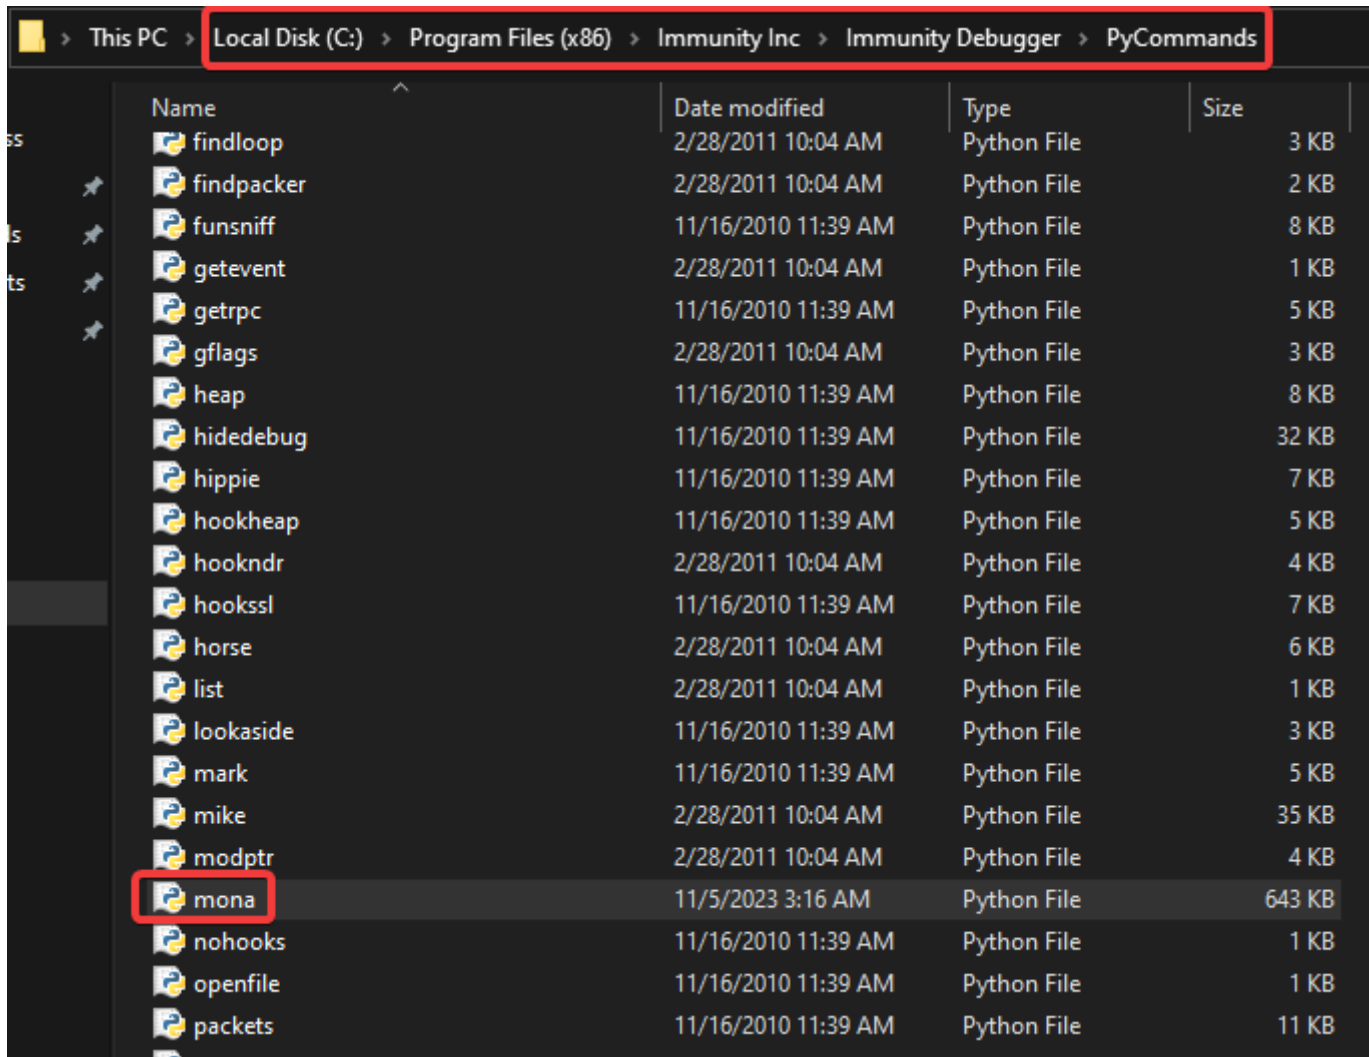 This PC > Local Disk (C:) > Program Files (x86) > Immunity Inc > Immunity Debugger > PyCommands
Name Date modified Type Size
ss
findloop 2/28/2011 10:04 AM Python File 3 KB
findpacker 2/28/2011 10:04 AM Python File 2 KB
ls
funsniff 11/16/2010 11:39 AM Python File 8 KB
getevent 2/28/2011 10:04 AM Python File 1 KB
ts
getrpc 11/16/2010 11:39 AM Python File 5 KB
gflags 2/28/2011 10:04 AM Python File 3 KB
heap 11/16/2010 11:39 AM Python File 8 KB
hidedebug 11/16/2010 11:39 AM Python File 32 KB
hippie 11/16/2010 11:39 AM Python File 7 KB
hookheap 11/16/2010 11:39 AM Python File 5 KB
hookndr 2/28/2011 10:04 AM Python File 4 KB
hookssl 11/16/2010 11:39 AM Python File 7 KB
horse 2/28/2011 10:04 AM Python File 6 KB
list 2/28/2011 10:04 AM Python File 1 KB
lookaside 11/16/2010 11:39 AM Python File 3 KB
mark 11/16/2010 11:39 AM Python File 5 KB
mike 2/28/2011 10:04 AM Python File 35 KB
modptr 2/28/2011 10:04 AM Python File 4 KB
mona 11/5/2023 3:16 AM Python File 643 KB
nohooks 11/16/2010 11:39 AM Python File 1 KB
openfile 11/16/2010 11:39 AM Python File 1 KB
packets 11/16/2010 11:39 AM Python File 11 KB